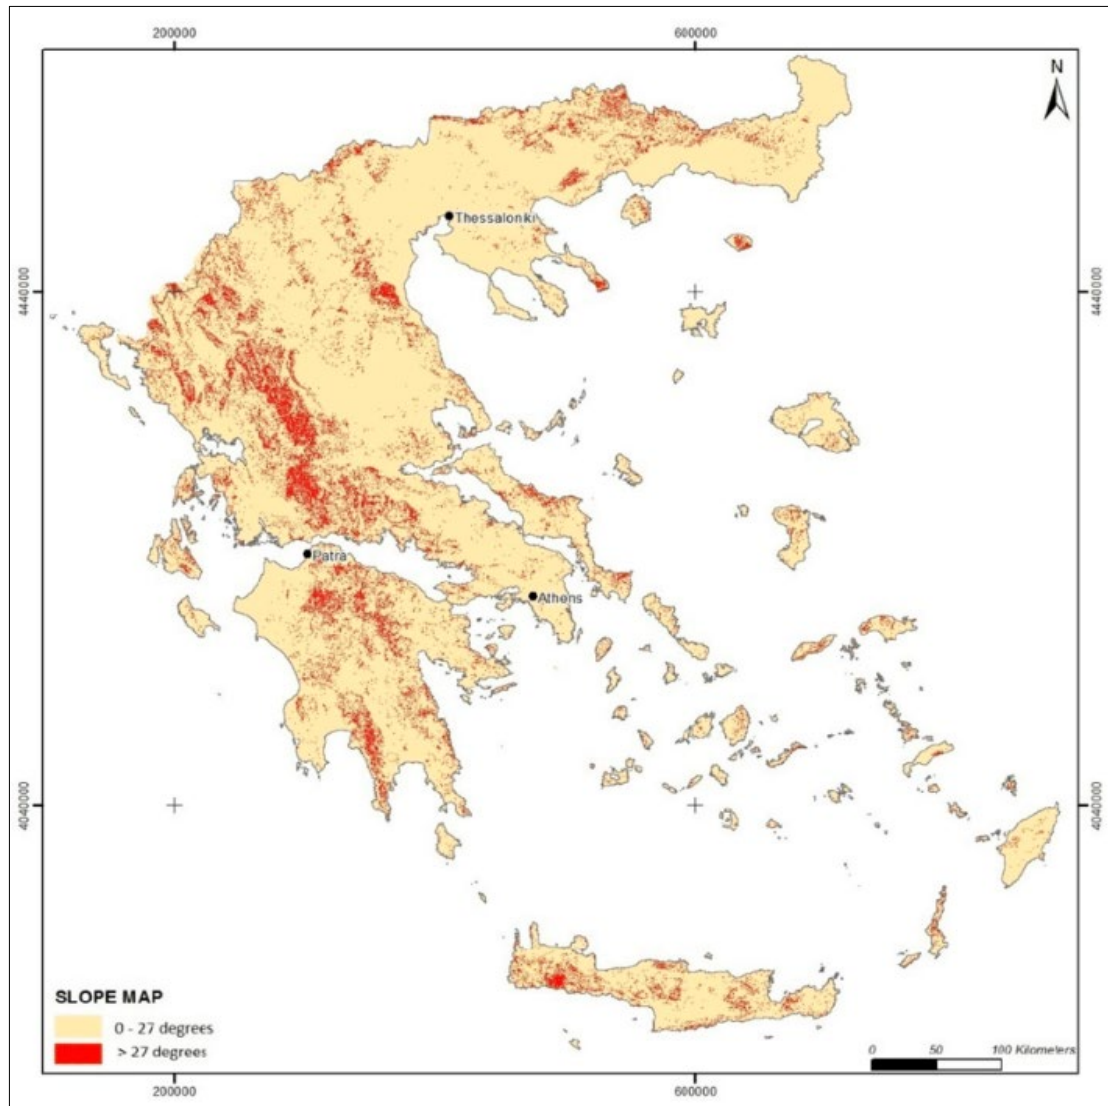 200000
600000
N
Thessaloniki
4440000
4440000
Patra
Athens
4040000
4040000
SLOPE MAP
0 - 27 degrees
> 27 degrees
0 50 100 Kilometers
200000
600000